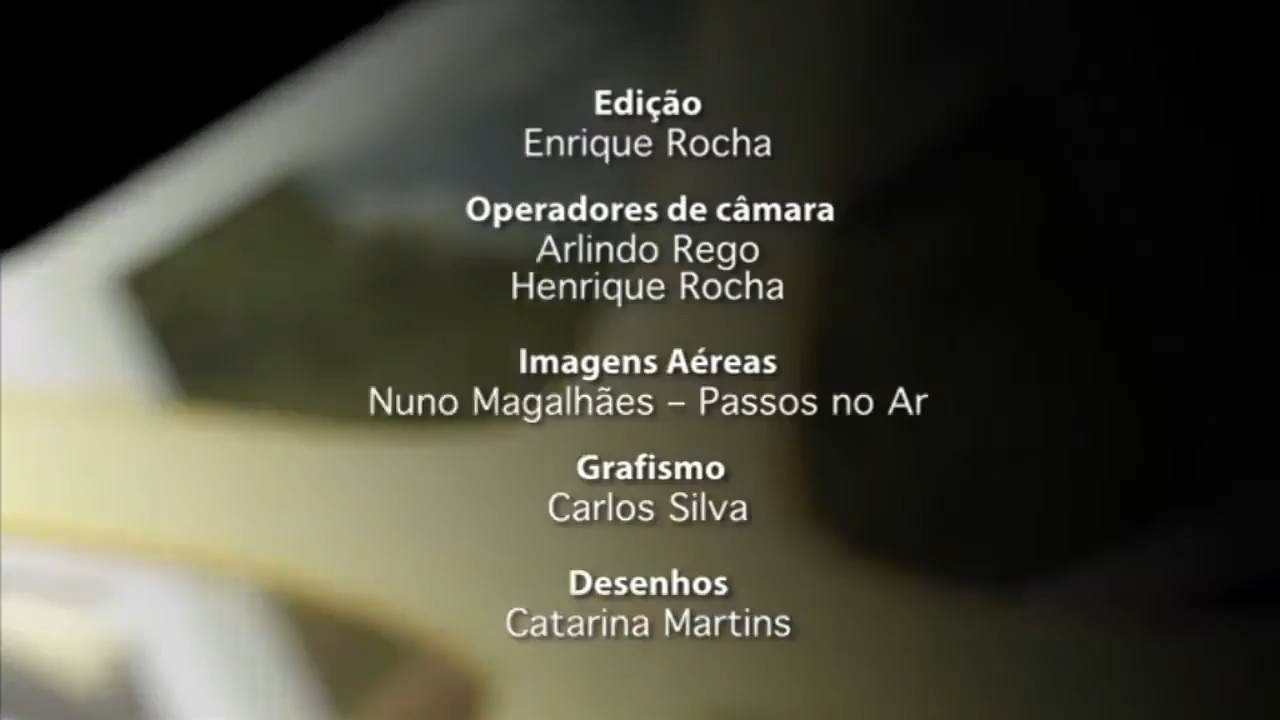 Edição
Enrique Rocha
Operadores de câmara
Arlindo Rego
Henrique Rocha
Imagens Aéreas
Nuno Magalhães – Passos no Ar
Grafismo
Carlos Silva
Desenhos
Catarina Martins